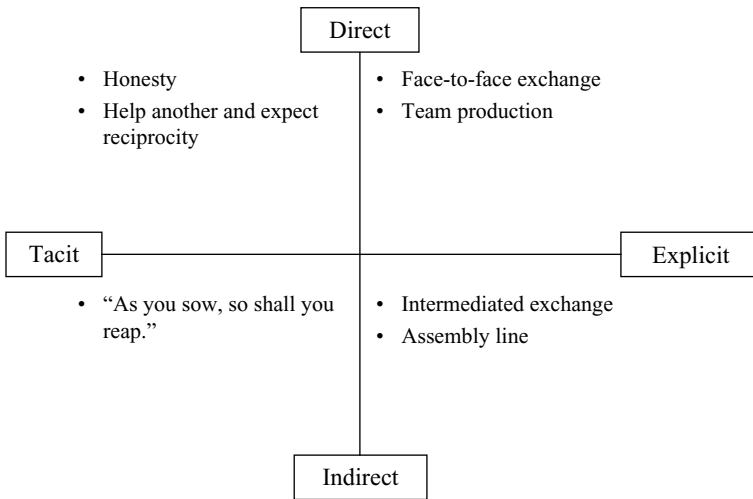 Direct
• Honesty
• Help another and expect
reciprocity
• Face-to-face exchange
• Team production
Tacit
Explicit
• “As you sow, so shall you
reap.”
• Intermediated exchange
• Assembly line
Indirect